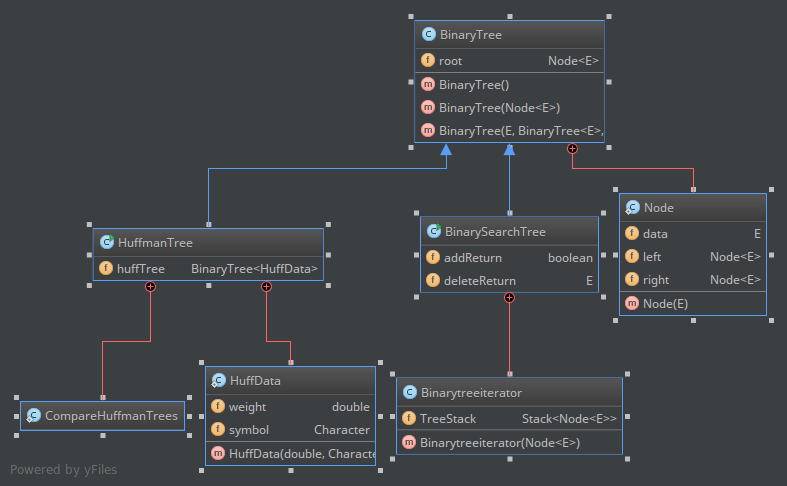 BinaryTree
root Node<E>
BinaryTree()
BinaryTree(Node<E>)
BinaryTree(E, BinaryTree<E>,
HuffmanTree
huffTree BinaryTree<HuffData>
BinarySearchTree
addReturn boolean
deleteReturn E
Node
data E
left Node<E>
right Node<E>
Node(E)
CompareHuffmanTrees
HuffData
weight double
symbol Character
HuffData(double, Characte
Binarytreeiterator
TreeStack Stack<Node<E>>
Binarytreeiterator(Node<E>)
Powered by yFiles